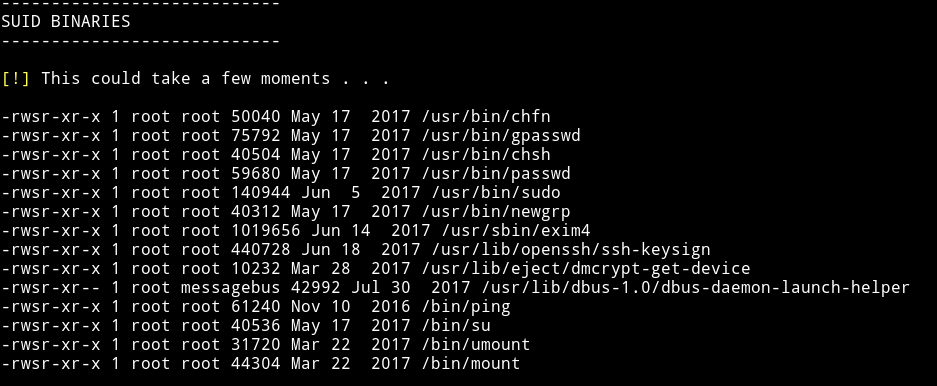 ----------------------------
SUID BINARIES
----------------------------
[!] This could take a few moments . . .
-rwsr-xr-x 1 root root 50040 May 17  2017 /usr/bin/chfn
-rwsr-xr-x 1 root root 75792 May 17  2017 /usr/bin/gpasswd
-rwsr-xr-x 1 root root 40504 May 17  2017 /usr/bin/chsh
-rwsr-xr-x 1 root root 59680 May 17  2017 /usr/bin/passwd
-rwsr-xr-x 1 root root 140944 Jun  5  2017 /usr/bin/sudo
-rwsr-xr-x 1 root root 40312 May 17  2017 /usr/bin/newgrp
-rwsr-xr-x 1 root root 1019656 Jun 14  2017 /usr/sbin/exim4
-rwsr-xr-x 1 root root 440728 Jun 18  2017 /usr/lib/openssh/ssh-keysign
-rwsr-xr-x 1 root root 10232 Mar 28  2017 /usr/lib/eject/dmcrypt-get-device
-rwsr-xr-- 1 root messagebus 42992 Jul 30  2017 /usr/lib/dbus-1.0/dbus-daemon-launch-helper
-rwsr-xr-x 1 root root 61240 Nov 10  2016 /bin/ping
-rwsr-xr-x 1 root root 40536 May 17  2017 /bin/su
-rwsr-xr-x 1 root root 31720 Mar 22  2017 /bin/umount
-rwsr-xr-x 1 root root 44304 Mar 22  2017 /bin/mount